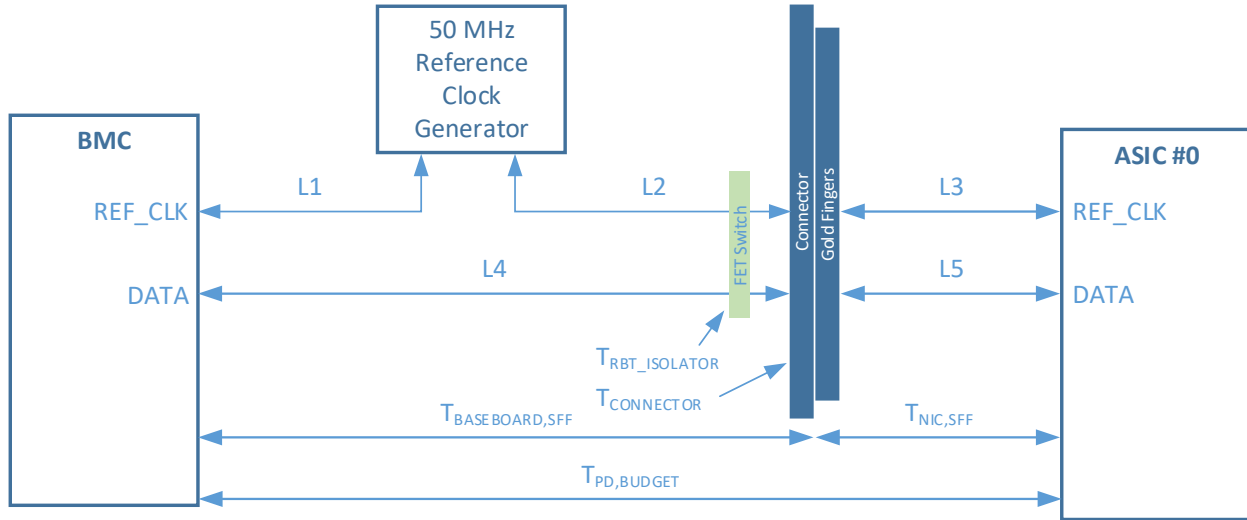 50 MHz
Reference
Clock
Generator
BMC
ASIC #0
L1
L2
L3
REF_CLK
REF_CLK
Connector
Gold Fingers
FET Switch
L4
L5
DATA
DATA
TRBT_ISOLATOR
TCONNECTOR
TBASEBOARD,SFF
TNIC,SFF
TPD,BUDGET